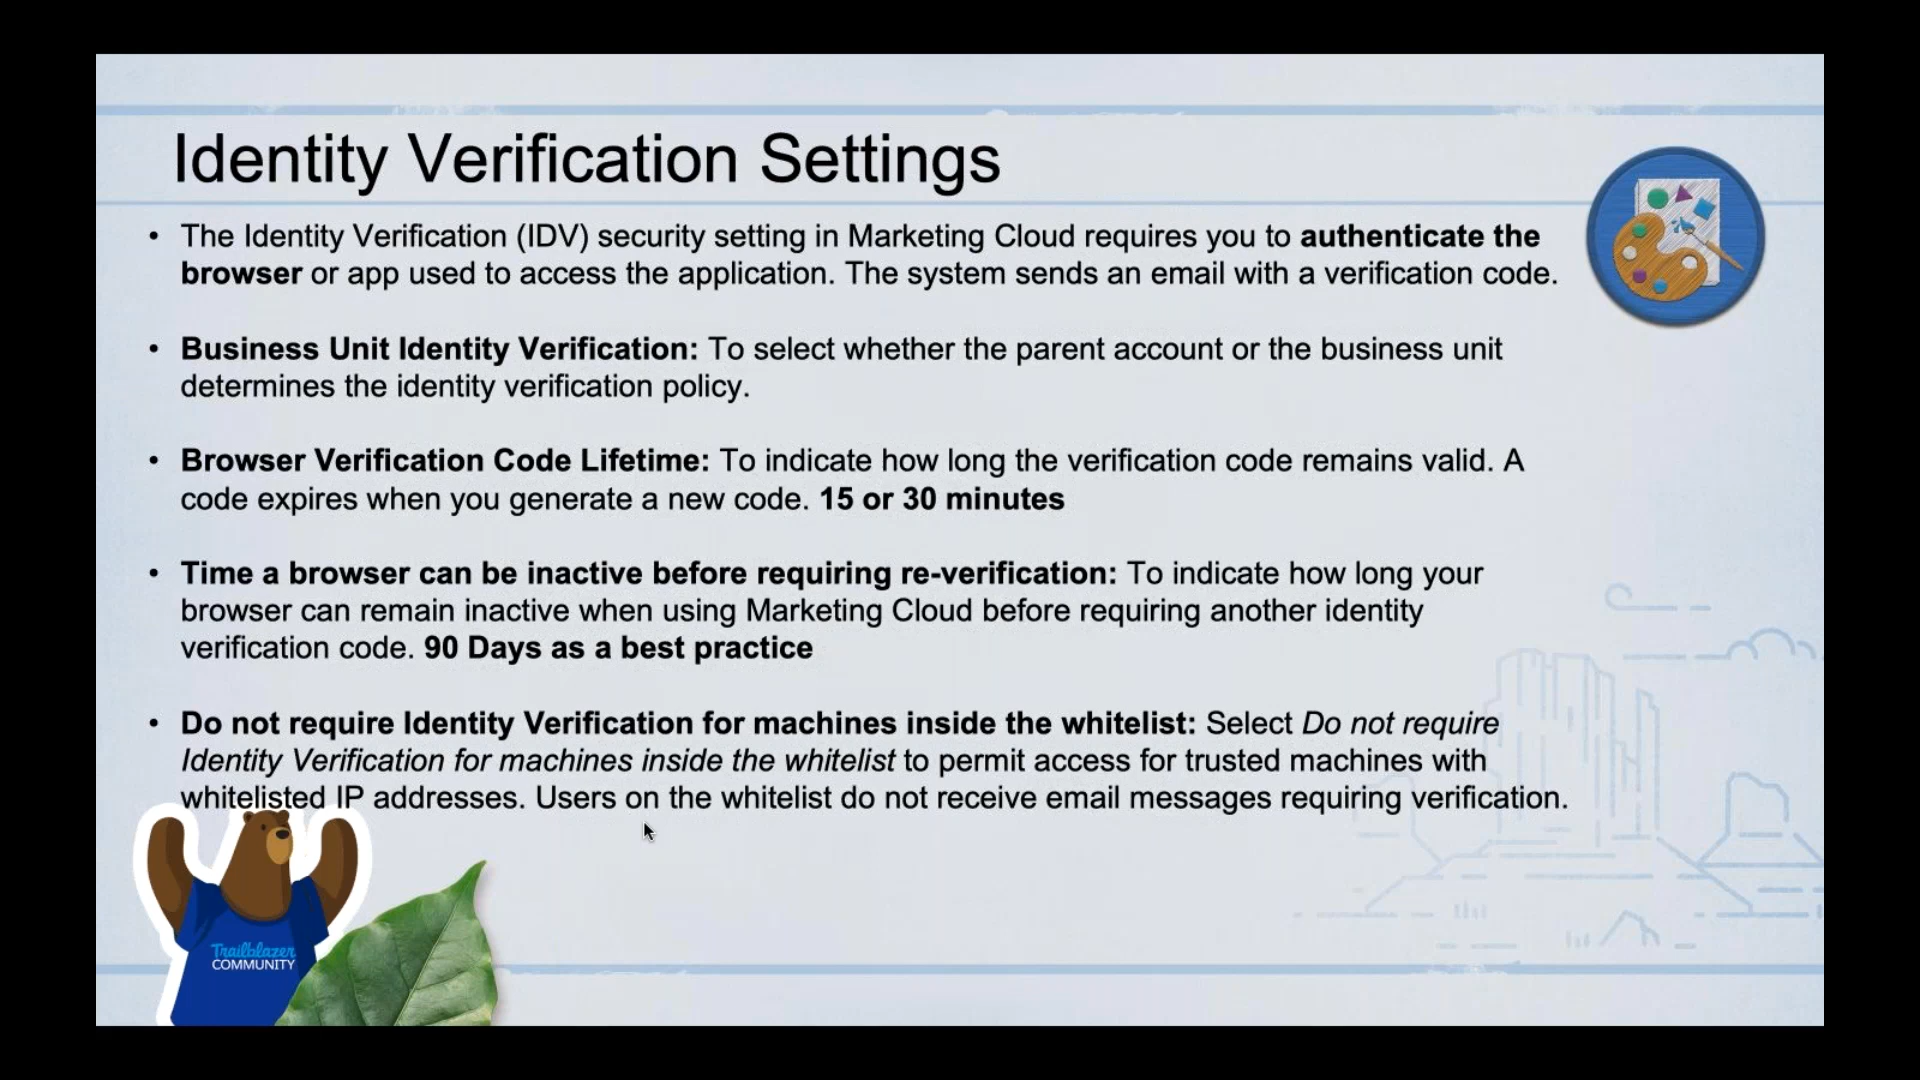 Identity Verification Settings
• The Identity Verification (IDV) security setting in Marketing Cloud requires you to authenticate the
browser or app used to access the application. The system sends an email with a verification code.
• Business Unit Identity Verification: To select whether the parent account or the business unit
determines the identity verification policy.
• Browser Verification Code Lifetime: To indicate how long the verification code remains valid. A
code expires when you generate a new code. 15 or 30 minutes
• Time a browser can be inactive before requiring re-verification: To indicate how long your
browser can remain inactive when using Marketing Cloud before requiring another identity
verification code. 90 Days as a best practice
• Do not require Identity Verification for machines inside the whitelist: Select Do not require
Identity Verification for machines inside the whitelist to permit access for trusted machines with
whitelisted IP addresses. Users on the whitelist do not receive email messages requiring verification.
Trailblazer
COMMUNITY